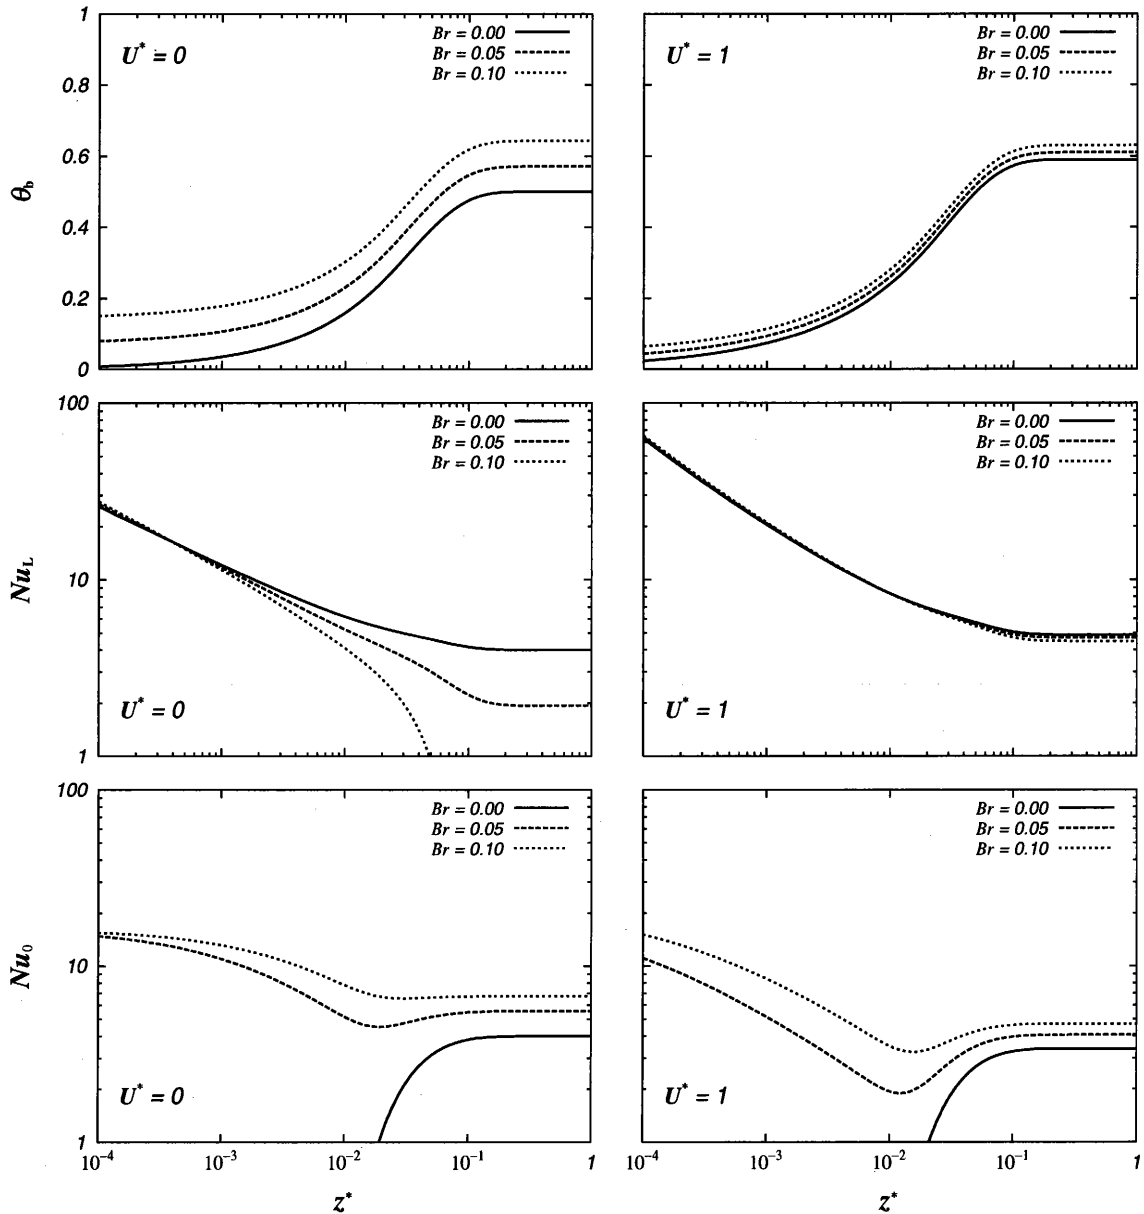 1
0.8
0.6
0.4
0.2
0
θb
U* = 0
Br = 0.00
Br = 0.05
Br = 0.10
U* = 1
Br = 0.00
Br = 0.05
Br = 0.10
100
10
1
NuL
Br = 0.00
Br = 0.05
Br = 0.10
U* = 0
Br = 0.00
Br = 0.05
Br = 0.10
U* = 1
100
10
1
Nu0
Br = 0.00
Br = 0.05
Br = 0.10
U* = 0
Br = 0.00
Br = 0.05
Br = 0.10
U* = 1
10⁻⁴ 10⁻³ 10⁻² 10⁻¹ 1
10⁻⁴ 10⁻³ 10⁻² 10⁻¹ 1
z*
z*